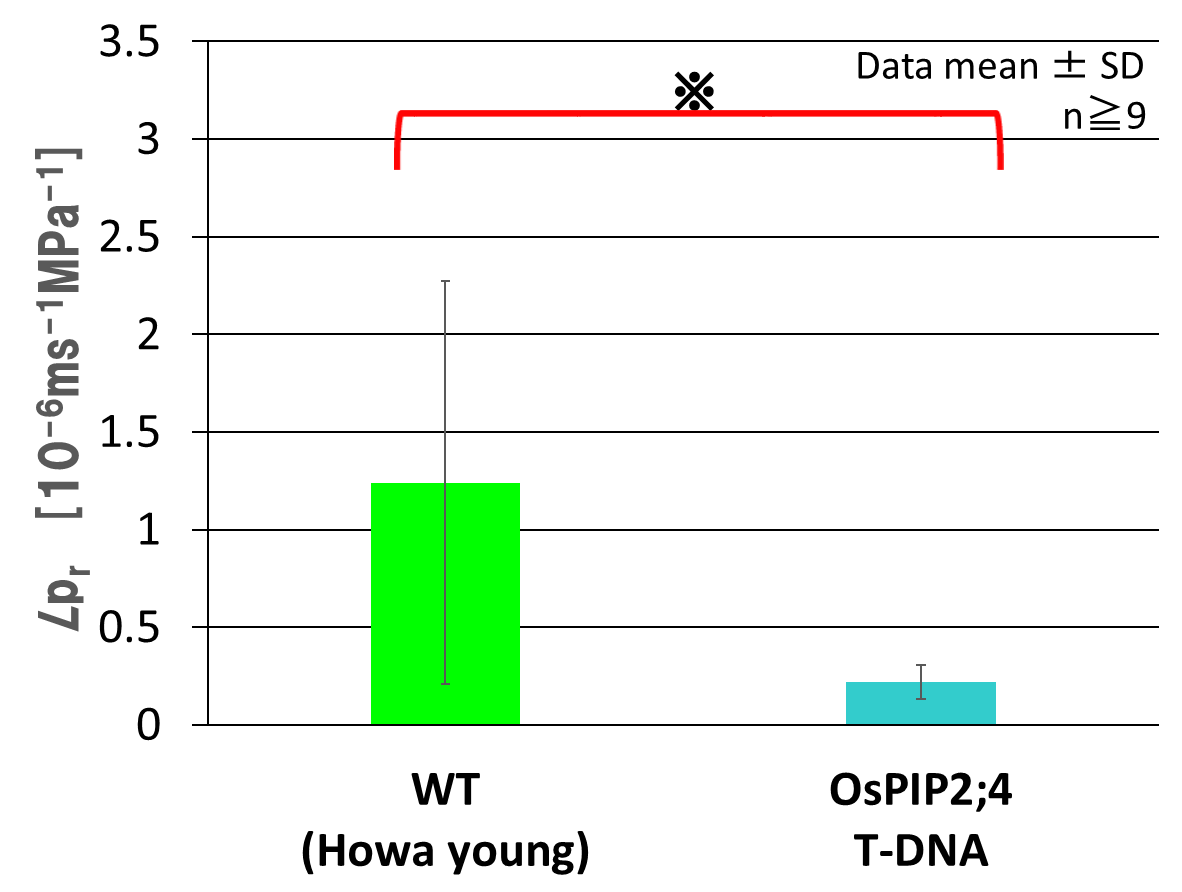 3.5
Data mean ± SD
※
n≧9
3
2.5
2
1.5
1
0.5
0
Lpr [10⁻⁶ms⁻¹MPa⁻¹]
WT
(Howa young)
OsPIP2;4
T-DNA